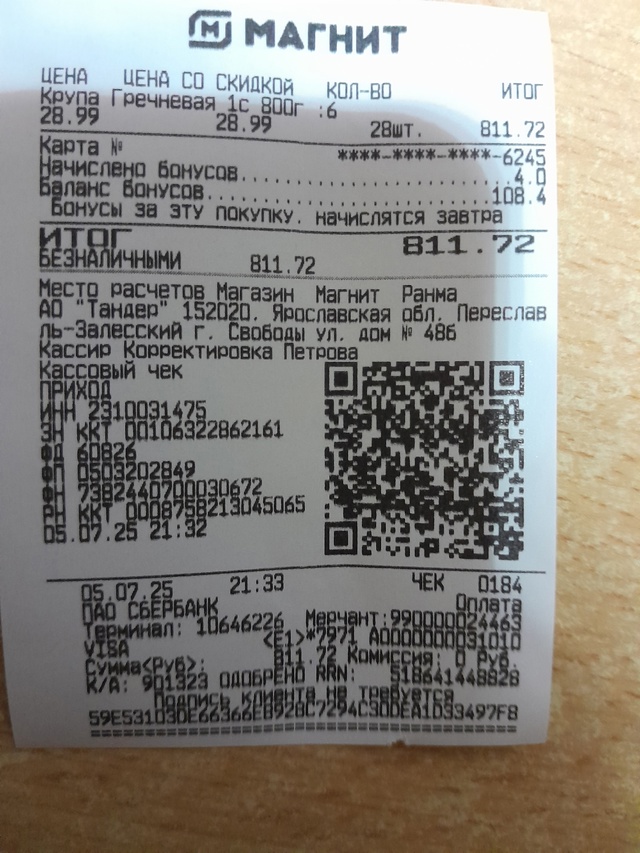 МАГНИТ
ЦЕНА ЦЕНА СО СКИДКОЙ КОЛ-ВО ИТОГ
Крупа Гречневая 1с 800г :6
28.99 28.99 28шт. 811.72
Карта № ****-****-****-6245
Начислено бонусов....................4.0
Баланс бонусов.....................108.4
Бонусы за эту покупку. начислятся завтра
ИТОГ 811.72
БЕЗНАЛИЧНЫМИ 811.72
Место расчетов Магазин Магнит Ранма
АО "Тандер" 152020. Ярославская обл. Переслав
ль-Залесский г. Свободы ул. дом № 48б
Кассир Корректировка Петрова
Кассовый чек
ПРИХОД
ИНН 2310031475
ЗН ККТ 00106322862161
ФД 60826
ФП 0503202849
ФН 7382440700030672
РН ККТ 0008758213045065
05.07.25 21:32
05.07.25 21:33 ЧЕК 0184
ПАО СБЕРБАНК Оплата
Терминал: 10646226 Мерчант:990000024463
VISA <E1>*7971 A0000000031010
Сумма<Руб>: 811.72 Комиссия: 0 Руб.
К/А: 901323 ОДОБРЕНО RRN: 518641448828
Подпись клиента не требуется
59E53103DE66366EB928C7294C30DEA1D33497F8